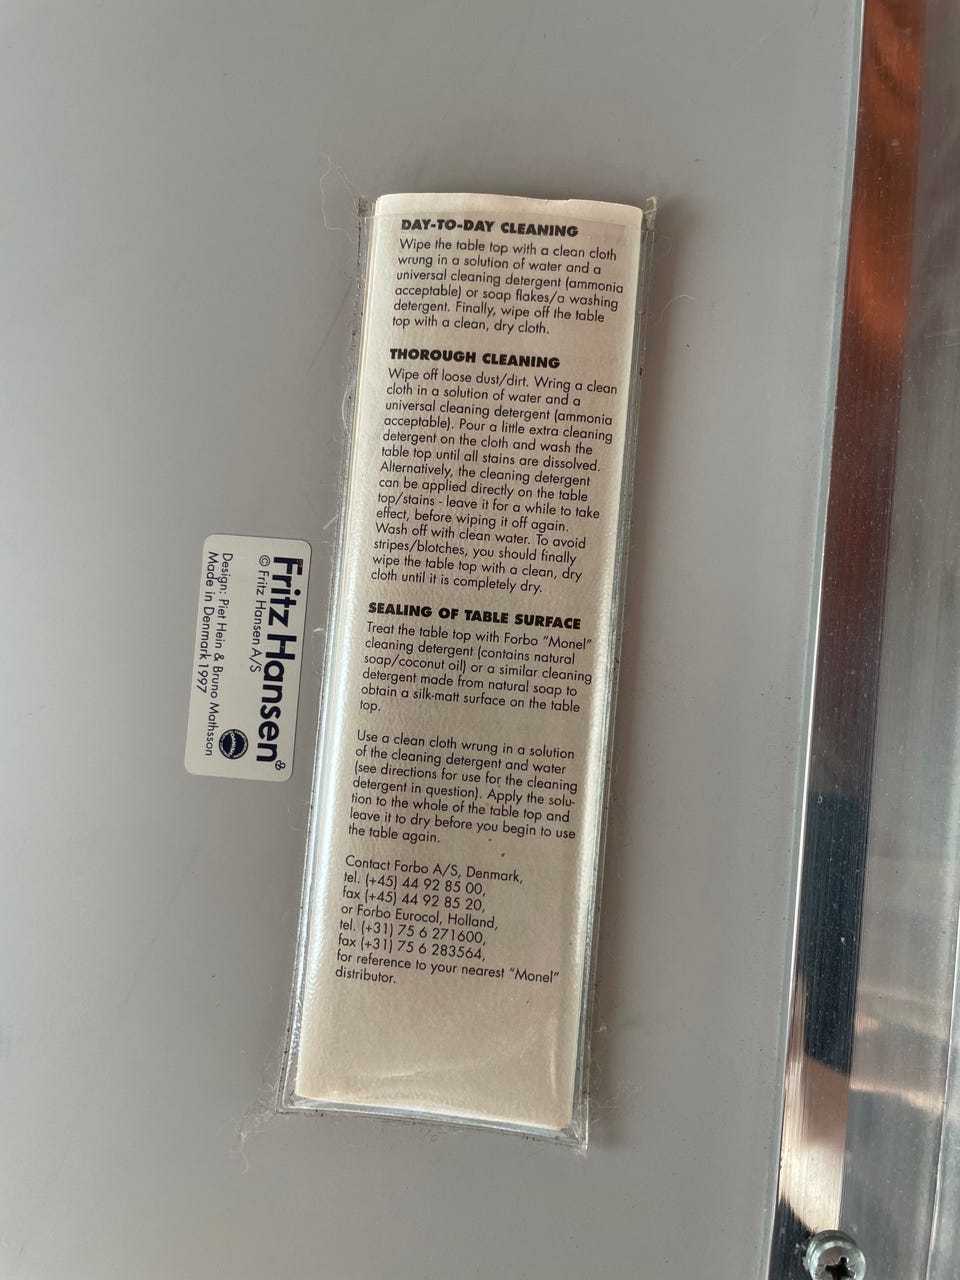 DAY-TO-DAY CLEANING
Wipe the table top with a clean cloth
wrung in a solution of water and a
universal cleaning detergent (ammonia
acceptable) or soap flakes/a washing
detergent. Finally, wipe off the table
top with a clean, dry cloth.
THOROUGH CLEANING
Wipe off loose dust/dirt. Wring a clean
cloth in a solution of water and a
universal cleaning detergent (ammonia
acceptable). Pour a little extra cleaning
detergent on the cloth and wash the
table top until all stains are dissolved.
Alternatively, the cleaning detergent
can be applied directly on the table
top/stains - leave it for a while to take
effect, before wiping it off again.
Wash off with clean water. To avoid
stripes/blotches, you should finally
wipe the table top with a clean, dry
cloth until it is completely dry.
SEALING OF TABLE SURFACE
Treat the table top with Forbo "Monel"
cleaning detergent (contains natural
soap/coconut oil) or a similar cleaning
detergent made from natural soap to
obtain a silk-matt surface on the table
top.
Use a clean cloth wrung in a solution
of the cleaning detergent and water
(see directions for use for the cleaning
detergent in question). Apply the solu-
tion to the whole of the table top and
leave it to dry before you begin to use
the table again.
Contact Forbo A/S, Denmark,
tel. (+45) 44 92 85 00,
fax (+45) 44 92 85 20,
or Forbo Eurocol, Holland,
tel. (+31) 75 6 271600,
fax (+31) 75 6 283564,
for reference to your nearest "Monel"
distributor.
Fritz Hansen®
© Fritz Hansen A/S
Design: Piet Hein & Bruno Mathsson
Made in Denmark 1997